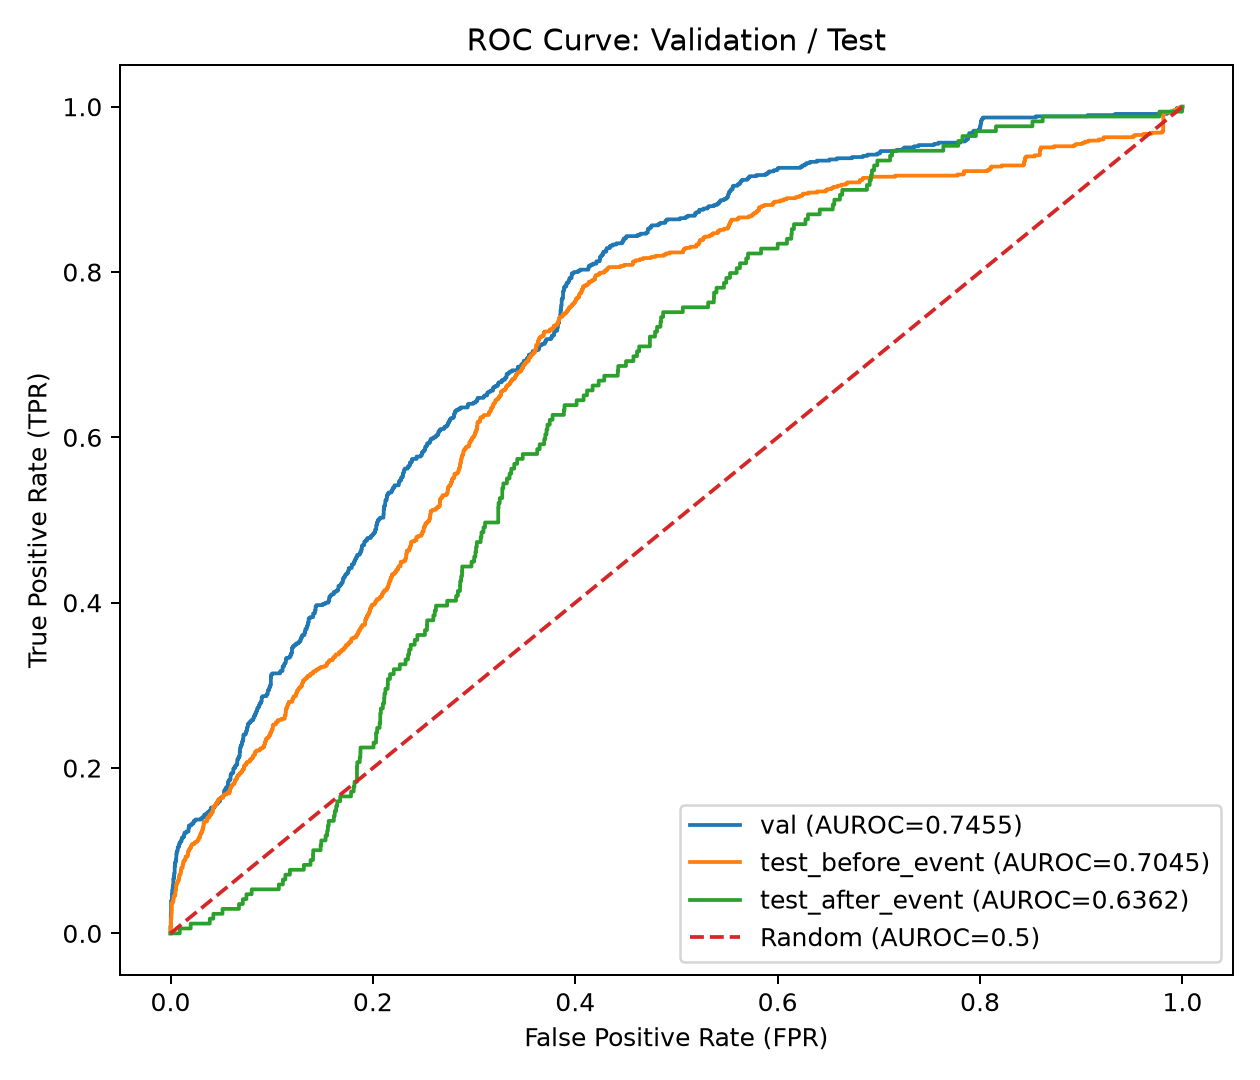 ROC Curve: Validation / Test
True Positive Rate (TPR)
1.0
0.8
0.6
0.4
0.2
0.0
val (AUROC=0.7455)
test_before_event (AUROC=0.7045)
test_after_event (AUROC=0.6362)
Random (AUROC=0.5)
0.0 0.2 0.4 0.6 0.8 1.0
False Positive Rate (FPR)